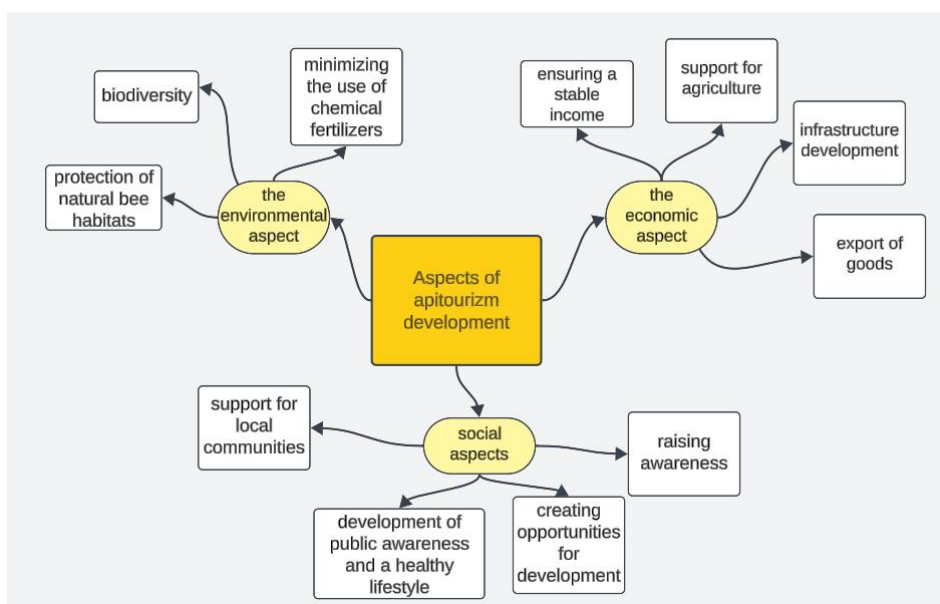 Aspects of
apitourizm
development
the
environmental
aspect
biodiversity
minimizing
the use of
chemical
fertilizers
protection of
natural bee
habitats
the
economic
aspect
ensuring a
stable
income
support for
agriculture
infrastructure
development
export of
goods
social
aspects
support for
local
communities
development of
public awareness
and a healthy
lifestyle
creating
opportunities
for
development
raising
awareness